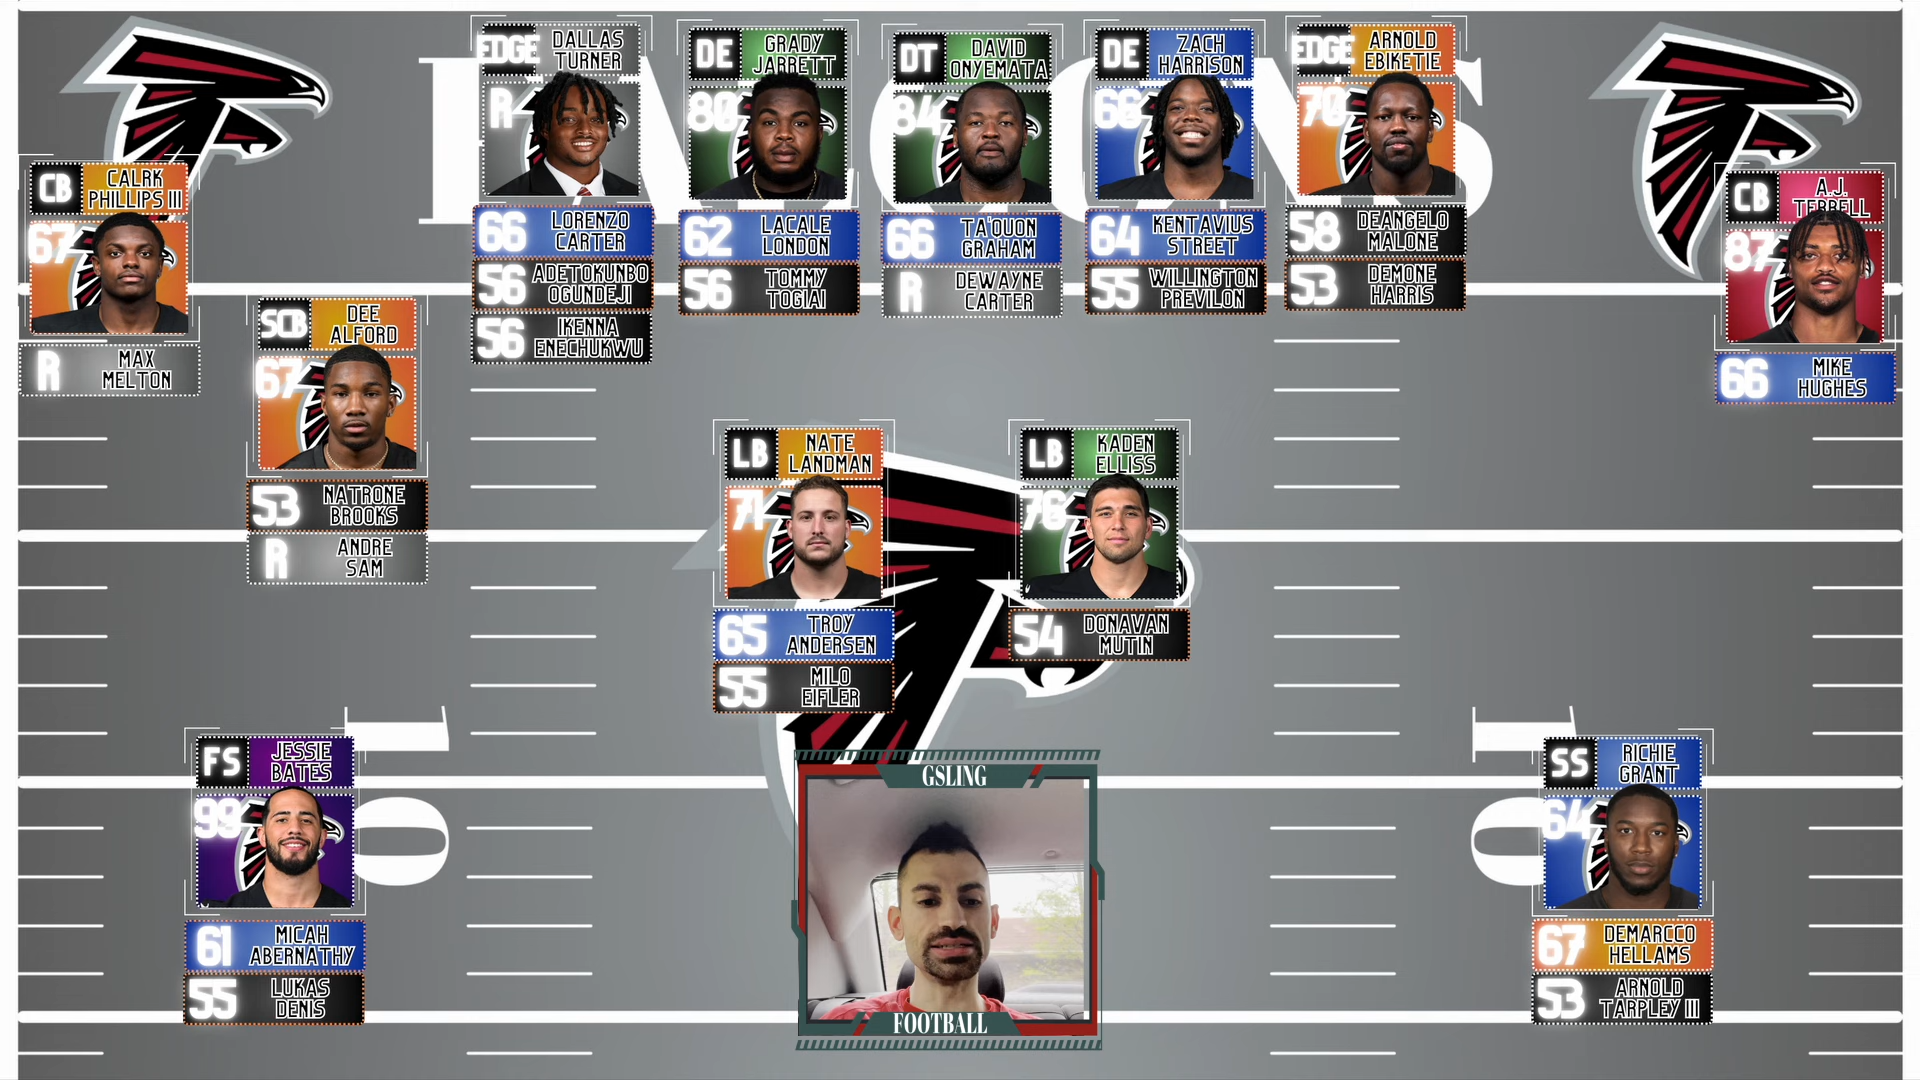 EDGE
DALLAS
TURNER
R
66
LORENZO
CARTER
56
ADETOKUNBO
OGUNDEJI
56
IKENNA
ENECHUKWU
DE
GRADY
JARRETT
80
62
LACALE
LONDON
56
TOMMY
TOGIAI
DT
DAVID
ONYEMATA
84
66
TA'QUON
GRAHAM
R
DEWAYNE
CARTER
DE
ZACH
HARRISON
66
64
KENTAVIUS
STREET
55
WILLINGTON
PREVILON
EDGE
ARNOLD
EBIKETIE
70
58
DEANGELO
MALONE
53
DEMONE
HARRIS
CB
CALRK
PHILLIPS III
67
R
MAX
MELTON
CB
A.J.
TERRELL
87
66
MIKE
HUGHES
SCB
DEE
ALFORD
67
53
NATRONE
BROOKS
R
ANDRE
SAM
LB
NATE
LANDMAN
71
65
TROY
ANDERSEN
55
MILO
EIFLER
LB
KADEN
ELLISS
76
54
DONAVAN
MUTIN
FS
JESSIE
BATES
99
61
MICAH
ABERNATHY
55
LUKAS
DENIS
10
GSLING
FOOTBALL
10
SS
RICHIE
GRANT
64
67
DEMARCCO
HELLAMS
53
ARNOLD
TARPLEY III